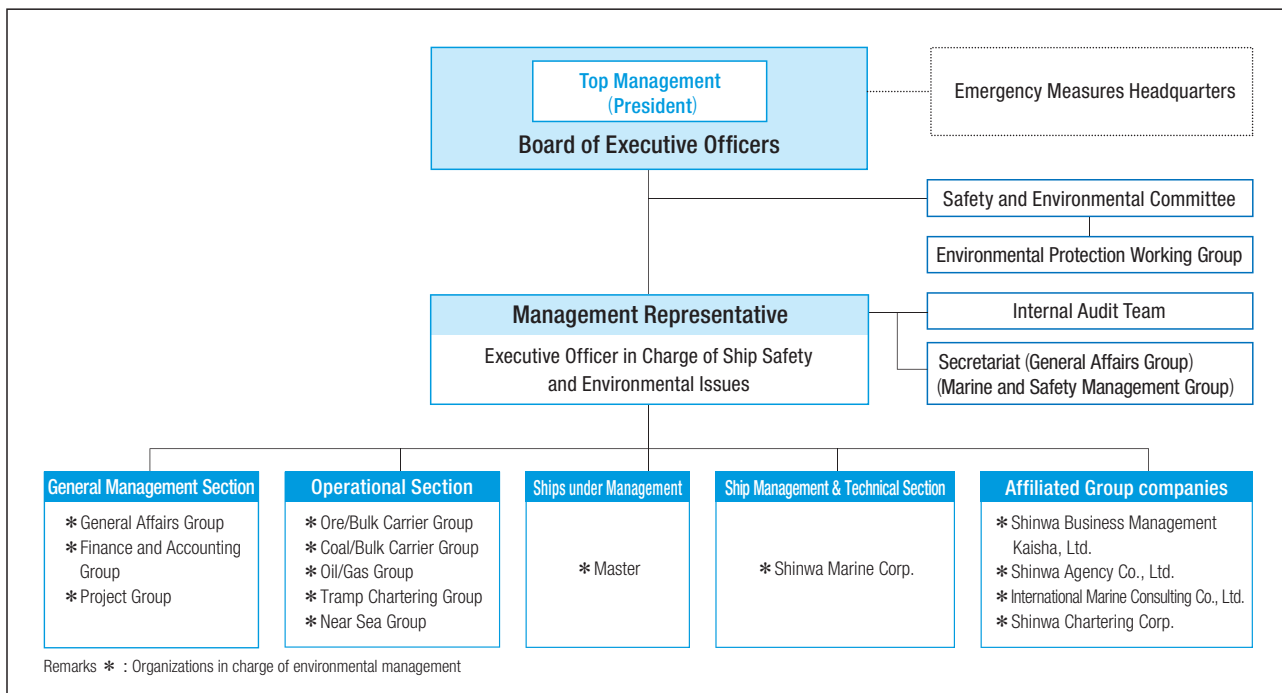 Top Management
(President)
Board of Executive Officers
Emergency Measures Headquarters
Safety and Environmental Committee
Environmental Protection Working Group
Management Representative
Executive Officer in Charge of Ship Safety
and Environmental Issues
Internal Audit Team
Secretariat (General Affairs Group)
(Marine and Safety Management Group)
General Management Section
* General Affairs Group
* Finance and Accounting
Group
* Project Group
Operational Section
* Ore/Bulk Carrier Group
* Coal/Bulk Carrier Group
* Oil/Gas Group
* Tramp Chartering Group
* Near Sea Group
Ships under Management
* Master
Ship Management & Technical Section
* Shinwa Marine Corp.
Affiliated Group companies
* Shinwa Business Management
Kaisha, Ltd.
* Shinwa Agency Co., Ltd.
* International Marine Consulting Co., Ltd.
* Shinwa Chartering Corp.
Remarks * : Organizations in charge of environmental management